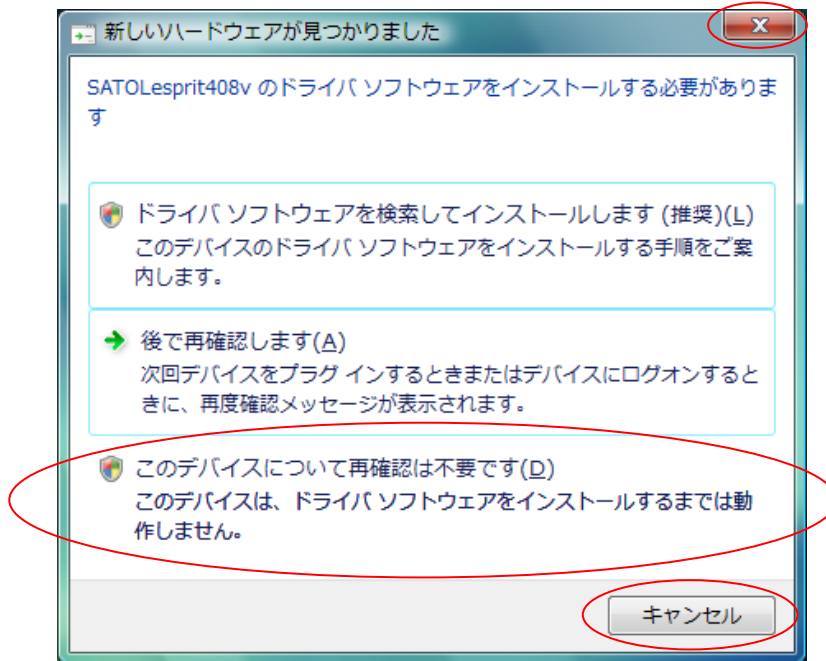 新しいハードウェアが見つかりました
SATOLesprit408v のドライバ ソフトウェアをインストールする必要がありま
す
ドライバ ソフトウェアを検索してインストールします (推奨)(L)
このデバイスのドライバ ソフトウェアをインストールする手順をご案
内します。
後で再確認します(A)
次回デバイスをプラグ インするときまたはデバイスにログオンすると
きに、再度確認メッセージが表示されます。
このデバイスについて再確認は不要です(D)
このデバイスは、ドライバ ソフトウェアをインストールするまでは動
作しません。
キャンセル